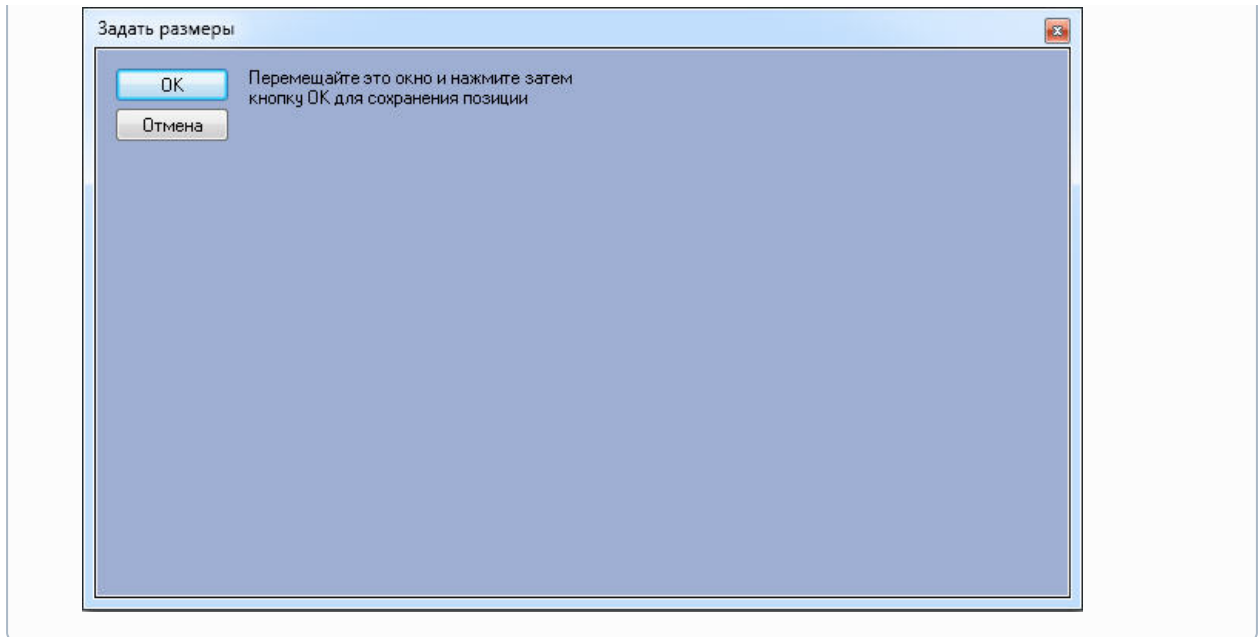 Задать размеры
OK
Перемещайте это окно и нажмите затем
кнопку OK для сохранения позиции
Отмена